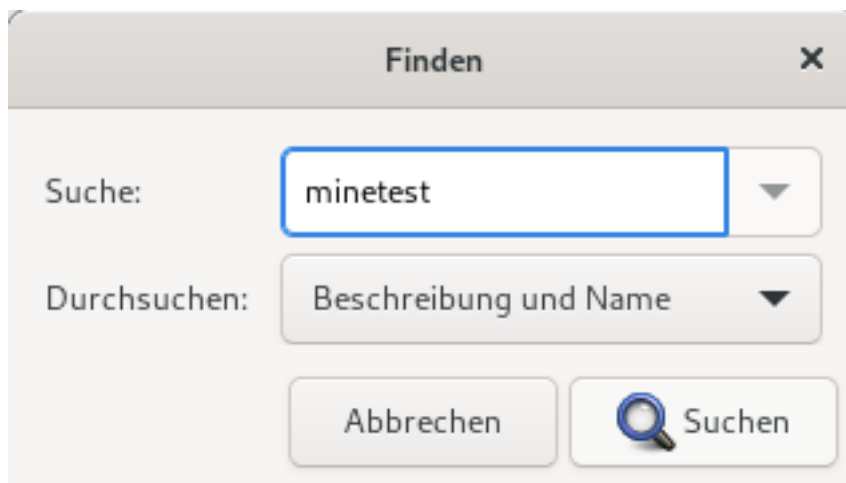 Finden
Suche: minetest
Durchsuchen: Beschreibung und Name
Abbrechen Suchen